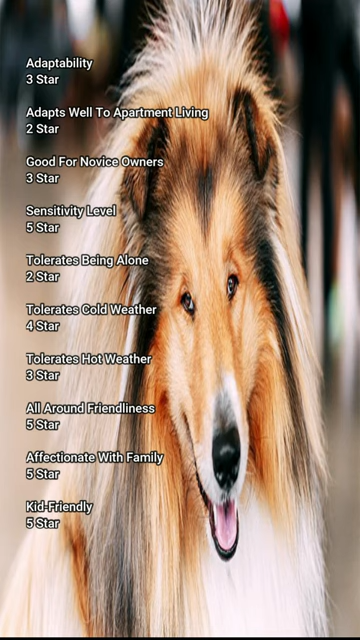 Adaptability
3 Star
Adapts Well To Apartment Living
2 Star
Good For Novice Owners
3 Star
Sensitivity Level
5 Star
Tolerates Being Alone
2 Star
Tolerates Cold Weather
4 Star
Tolerates Hot Weather
3 Star
All Around Friendliness
5 Star
Affectionate With Family
5 Star
Kid-Friendly
5 Star